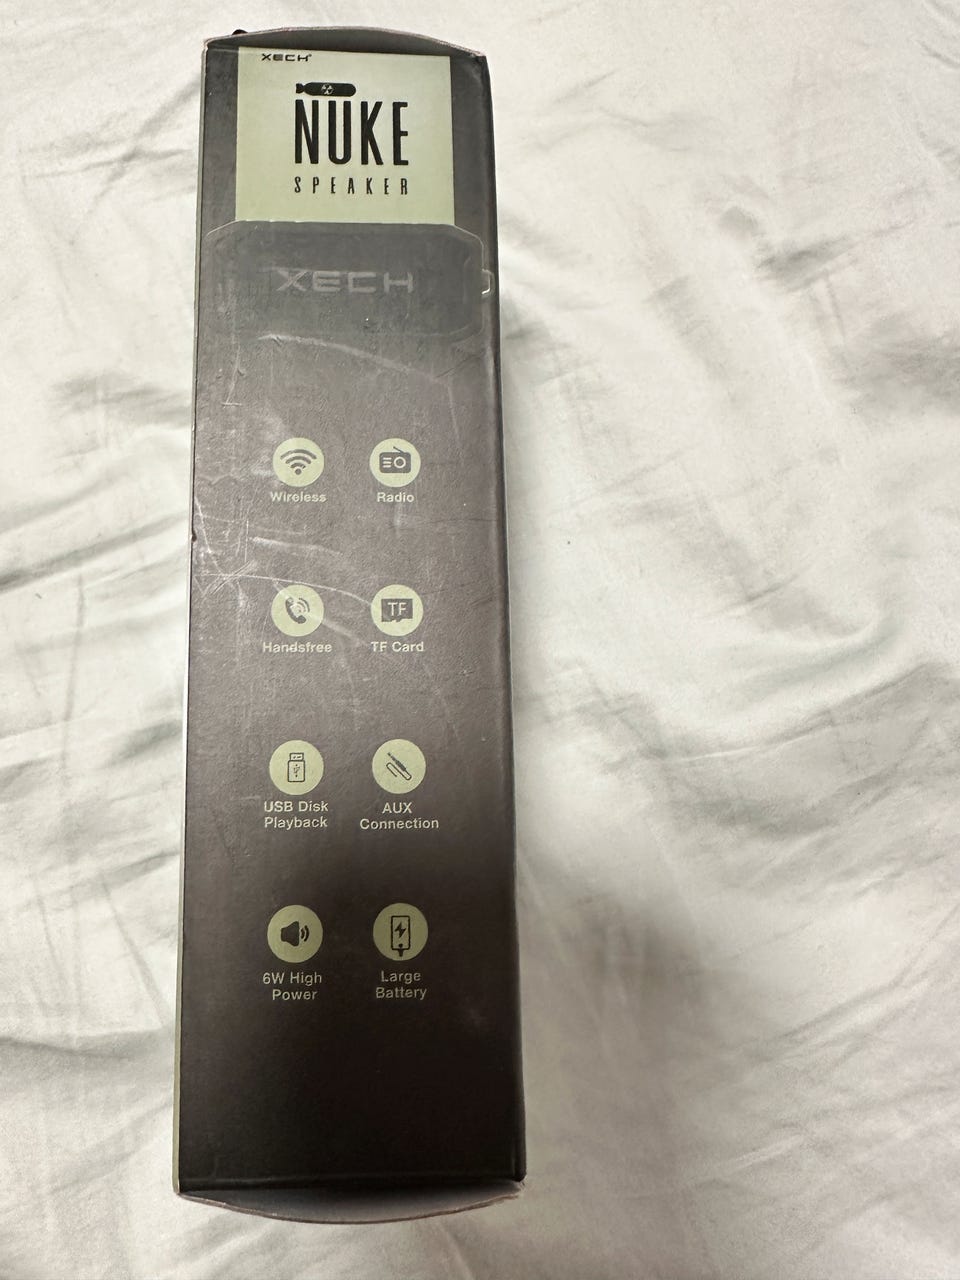 XECH
NUKE
SPEAKER
XECH
Wireless
Radio
Handsfree
TF
TF Card
USB Disk
Playback
AUX
Connection
6W High
Power
Large
Battery